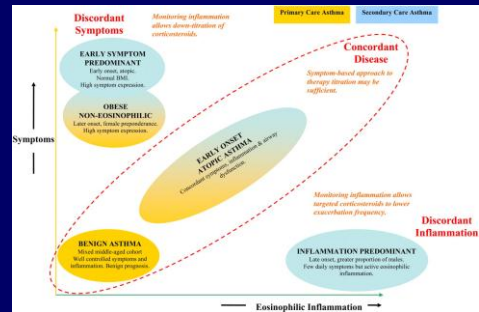 Discordant
Symptoms
Monitoring inflammation
allows down-titration of
corticosteroids.
Primary Care Asthma
Secondary Care Asthma
EARLY SYMPTOM
PREDOMINANT
Early onset, atopic.
Normal BMI.
High symptom expression.
Concordant
Disease
Symptom-based approach to
therapy titration may be
sufficient.
OBESE
NON-EOSINOPHILIC
Later onset, female preponderance.
High symptom expression.
Symptoms
EARLY ONSET
ATOPIC ASTHMA
Concordant symptoms, inflammation & airway
dysfunction.
Monitoring inflammation allows
targeted corticosteroids to lower
exacerbation frequency.
Discordant
Inflammation
BENIGN ASTHMA
Mixed middle-aged cohort
Well controlled symptoms and
inflammation. Benign prognosis.
INFLAMMATION PREDOMINANT
Late onset, greater proportion of males.
Few daily symptoms but active eosinophilic
inflammation.
Eosinophilic Inflammation